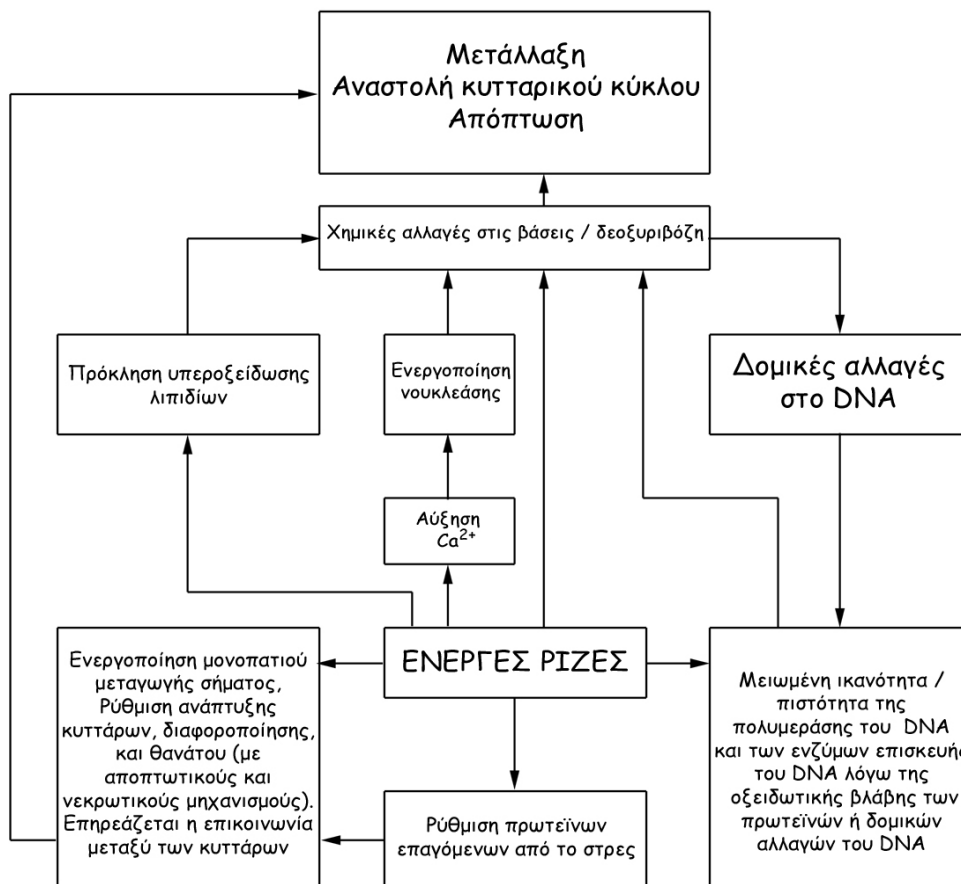 Μετάλλαξη
Αναστολή κυτταρικού κύκλου
Απόπτωση
Χημικές αλλαγές στις βάσεις / δεοξυριβόζη
Πρόκληση υπεροξείδωσης
λιπιδίων
Ενεργοποίηση
νουκλεάσης
Δομικές αλλαγές
στο DNA
Αύξηση
Ca²⁺
ΕΝΕΡΓΕΣ ΡΙΖΕΣ
Ενεργοποίηση μονοπατιού
μεταγωγής σήματος,
Ρύθμιση ανάπτυξης
κυττάρων, διαφοροποίησης,
και θανάτου (με
αποπτωτικούς και
νεκρωτικούς μηχανισμούς).
Επηρεάζεται η επικοινωνία
μεταξύ των κυττάρων
Ρύθμιση πρωτεϊνων
επαγόμενων από το στρες
Μειωμένη ικανότητα /
πιστότητα της
πολυμεράσης του DNA
και των ενζύμων επισκευής
του DNA λόγω της
οξειδωτικής βλάβης των
πρωτεϊνών ή δομικών
αλλαγών του DNA